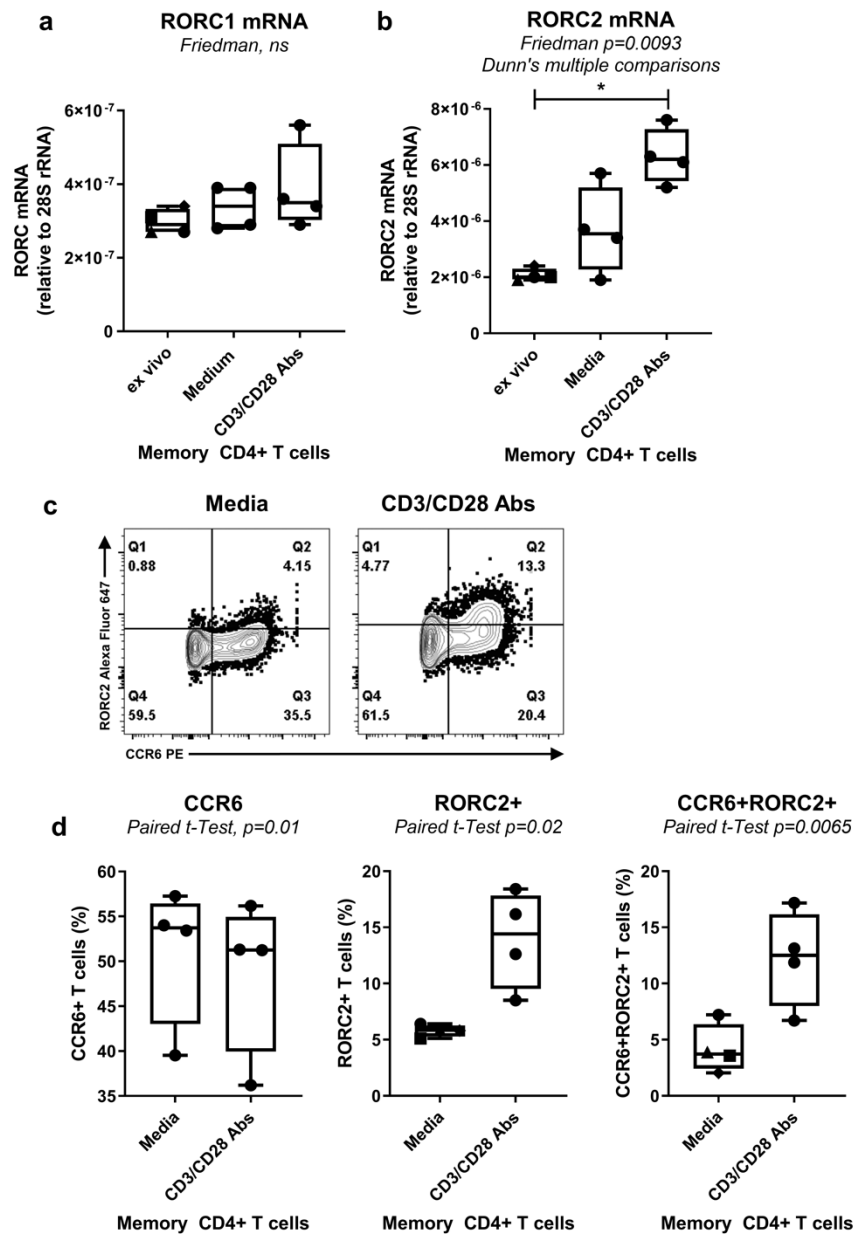 a
RORC1 mRNA
Friedman, ns
RORC mRNA
(relative to 28S rRNA)
6×10⁻⁷
4×10⁻⁷
2×10⁻⁷
0
ex vivo
Medium
CD3/CD28 Abs
Memory CD4+ T cells
b
RORC2 mRNA
Friedman p=0.0093
Dunn's multiple comparisons
*
RORC2 mRNA
(relative to 28S rRNA)
8×10⁻⁶
6×10⁻⁶
4×10⁻⁶
2×10⁻⁶
0
ex vivo
Media
CD3/CD28 Abs
Memory CD4+ T cells
c
Media
CD3/CD28 Abs
RORC2 Alexa Fluor 647
Q1
0.88
Q2
4.15
Q4
59.5
Q3
35.5
Q1
4.77
Q2
13.3
Q4
61.5
Q3
20.4
CCR6 PE
d
CCR6
Paired t-Test, p=0.01
CCR6+ T cells (%)
60
55
50
45
40
35
Media
CD3/CD28 Abs
Memory CD4+ T cells
RORC2+
Paired t-Test p=0.02
RORC2+ T cells (%)
20
15
10
5
0
Media
CD3/CD28 Abs
Memory CD4+ T cells
CCR6+RORC2+
Paired t-Test p=0.0065
CCR6+RORC2+ T cells (%)
20
15
10
5
0
Media
CD3/CD28 Abs
Memory CD4+ T cells